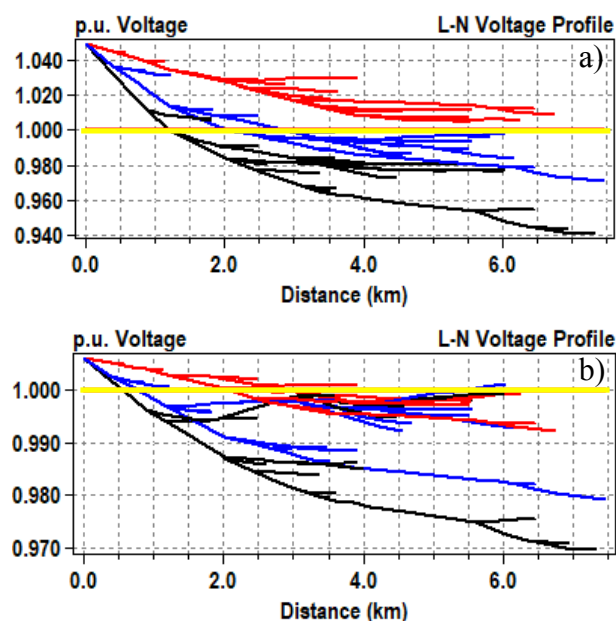 p.u. Voltage L-N Voltage Profile
a)
1.040
1.020
1.000
0.980
0.960
0.940
0.0 2.0 4.0 6.0
Distance (km)
p.u. Voltage L-N Voltage Profile
b)
1.000
0.990
0.980
0.970
0.0 2.0 4.0 6.0
Distance (km)